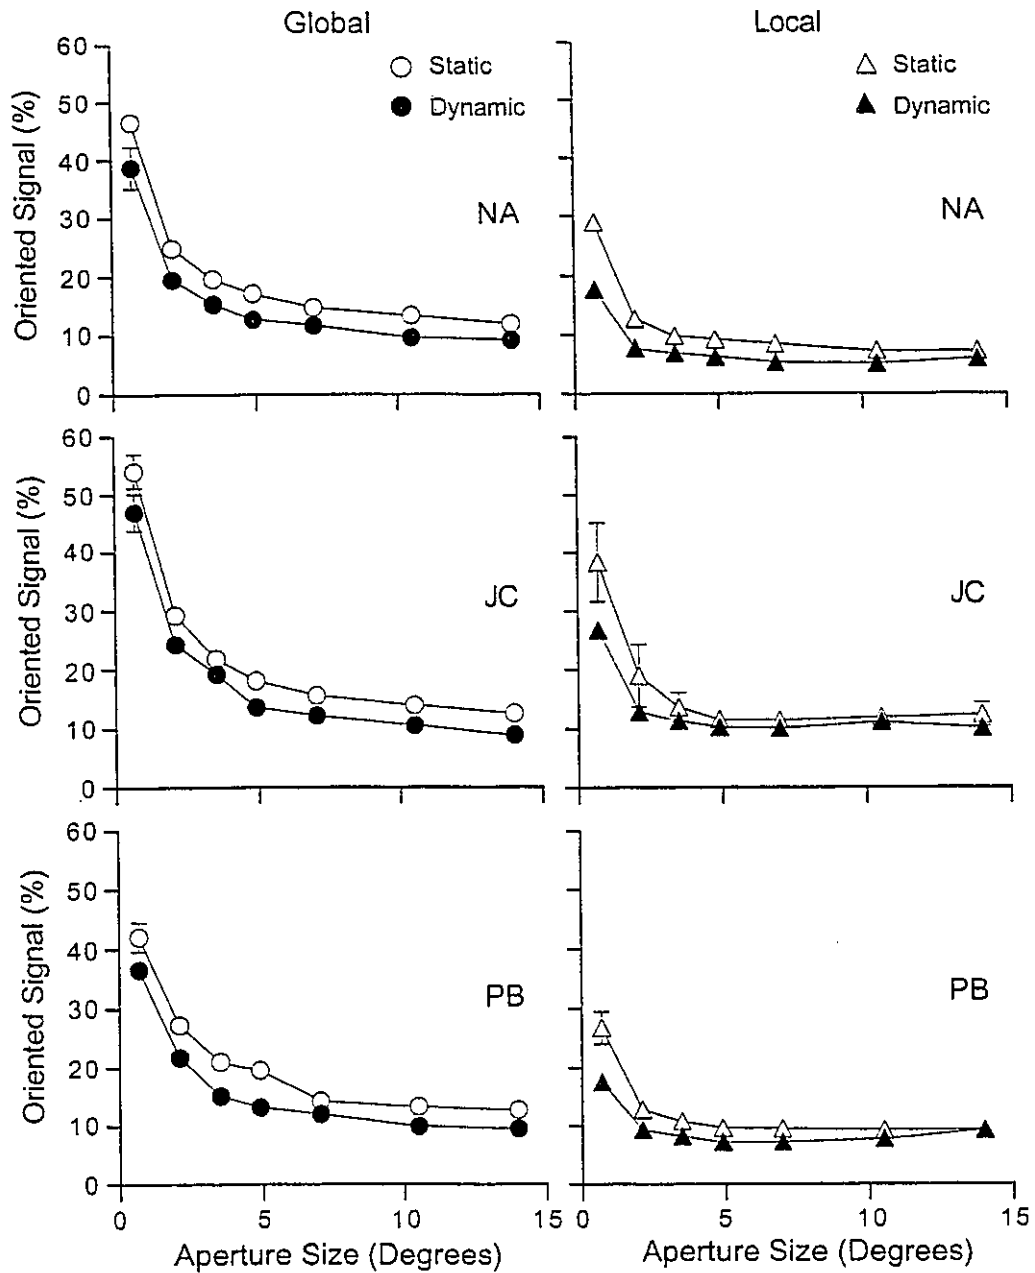 Global
Local
60
50
40
30
20
10
0
Oriented Signal (%)
Static
Dynamic
NA
Static
Dynamic
NA
60
50
40
30
20
10
0
Oriented Signal (%)
JC
JC
60
50
40
30
20
10
0
Oriented Signal (%)
PB
PB
0 5 10 15
Aperture Size (Degrees)
0 5 10 15
Aperture Size (Degrees)